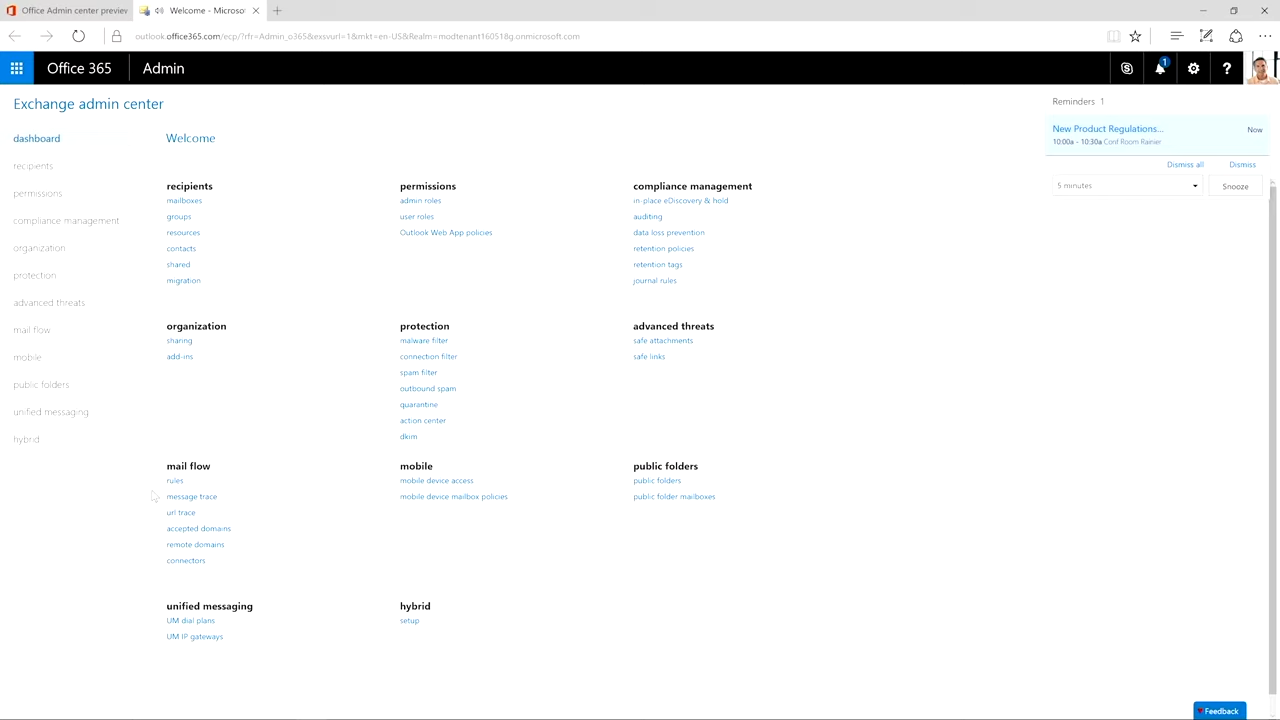 Office Admin center preview
Welcome - Microso
outlook.office365.com/ecp/?rfr=Admin_o365&exsvurl=1&mkt=en-US&Realm=modtenant160518g.onmicrosoft.com
Office 365
Admin
1
?
Exchange admin center
dashboard
recipients
permissions
compliance management
organization
protection
advanced threats
mail flow
mobile
public folders
unified messaging
hybrid
Welcome
recipients
mailboxes
groups
resources
contacts
shared
migration
permissions
admin roles
user roles
Outlook Web App policies
compliance management
in-place eDiscovery & hold
auditing
data loss prevention
retention policies
retention tags
journal rules
organization
sharing
add-ins
protection
malware filter
connection filter
spam filter
outbound spam
quarantine
action center
dkim
advanced threats
safe attachments
safe links
mail flow
rules
message trace
url trace
accepted domains
remote domains
connectors
mobile
mobile device access
mobile device mailbox policies
public folders
public folders
public folder mailboxes
unified messaging
UM dial plans
UM IP gateways
hybrid
setup
Reminders 1
New Product Regulations...
Now
10:00a - 10:30a Conf Room Rainier
Dismiss all
Dismiss
5 minutes
Snooze
Feedback